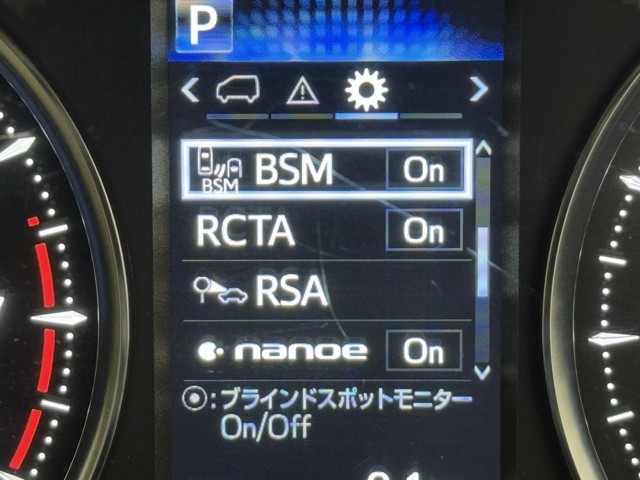 P
BSM BSM On
RCTA On
RSA
nanoe On
◉:ブラインドスポットモニター
On/Off